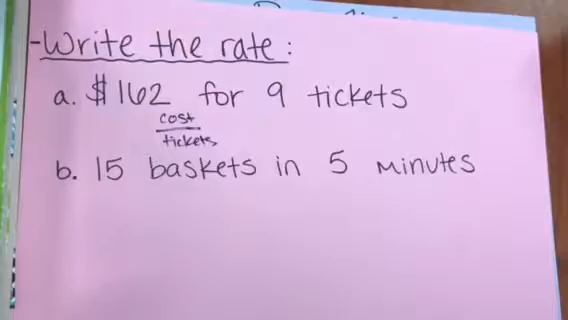 -Write the rate:
a. $162 for 9 tickets
cost
tickets
b. 15 baskets in 5 minutes